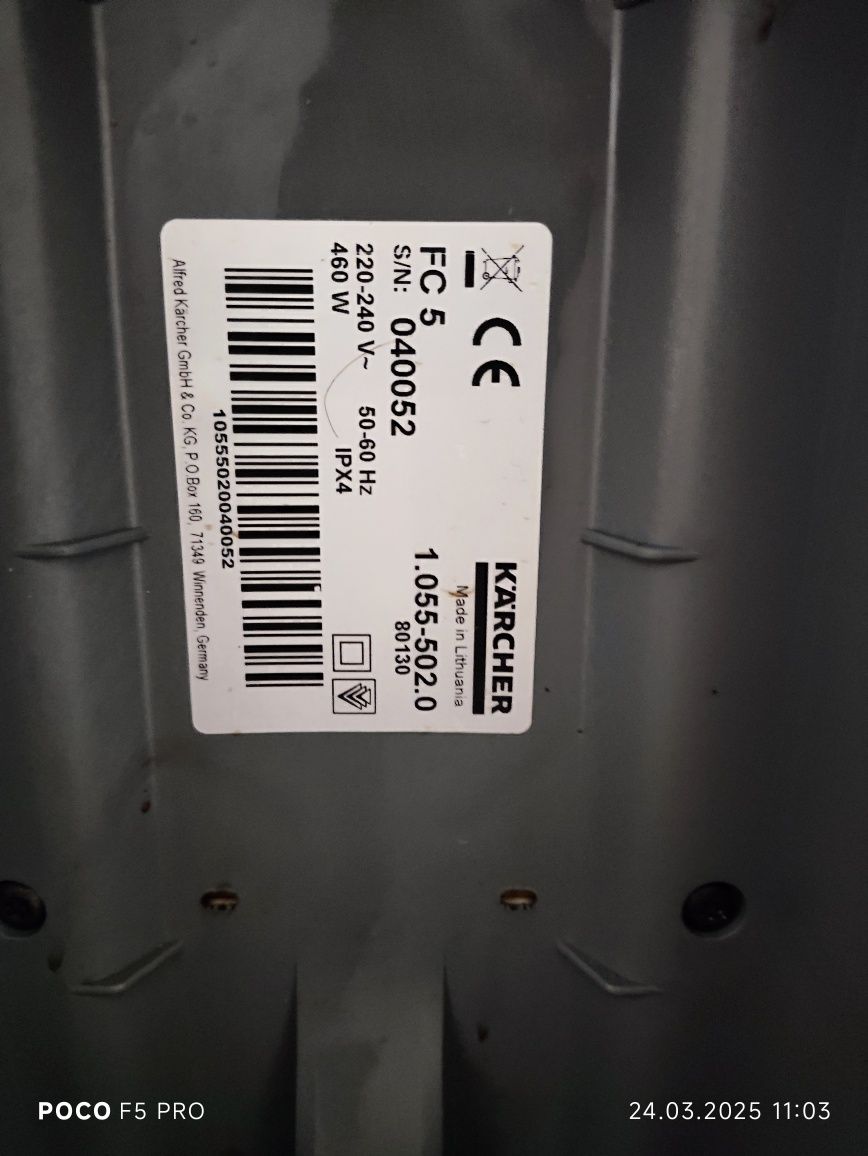 KÄRCHER
Made in Lithuania
FC 5
1.055-502.0
S/N: 040052
80130
220-240 V~ 50-60 Hz
460 W
IPX4
10555020040052
Alfred Kärcher GmbH & Co. KG, P.O.Box 160, 71349 Winnenden, Germany
CE
POCO F5 PRO
24.03.2025 11:03